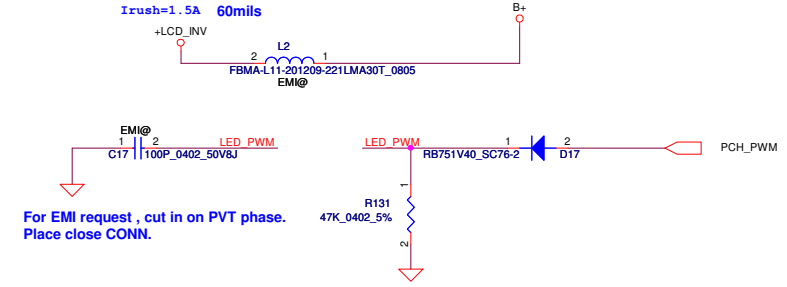 Irush=1.5A 60mils
B+
+LCD_INV
L2
2 1
FBMA-L11-201209-221LMA30T_0805
EMI@
EMI@
1 2 LED_PWM
C17 100P_0402_50V8J
LED_PWM 1 2 PCH_PWM
RB751V40_SC76-2 D17
1
R131
47K_0402_5%
2
For EMI request , cut in on PVT phase.
Place close CONN.